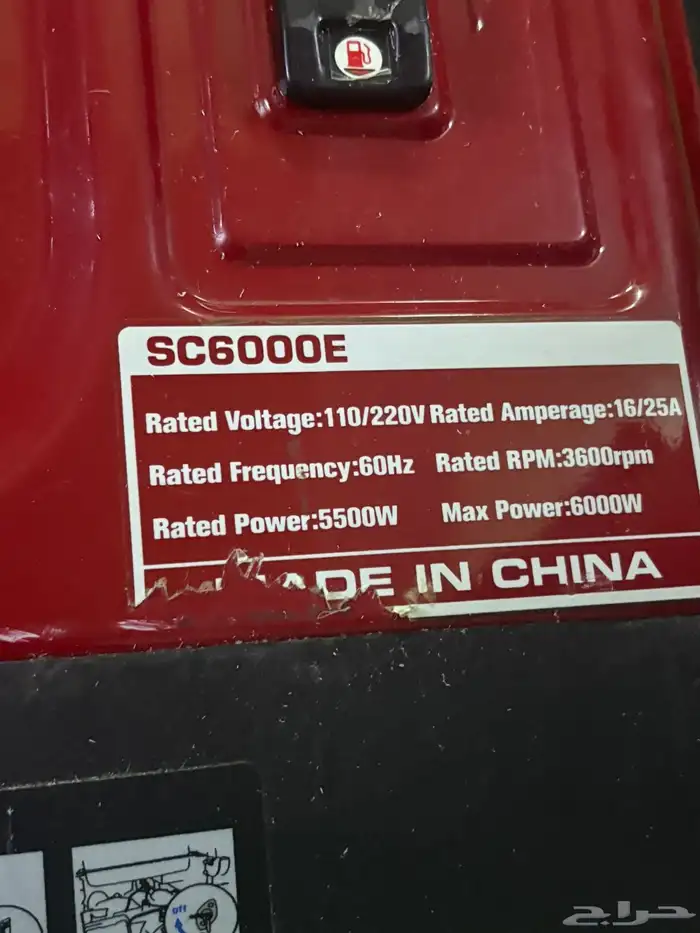 SC6000E
Rated Voltage:110/220V Rated Amperage:16/25A
Rated Frequency:60Hz Rated RPM:3600rpm
Rated Power:5500W Max Power:6000W
MADE IN CHINA
Off
حراج